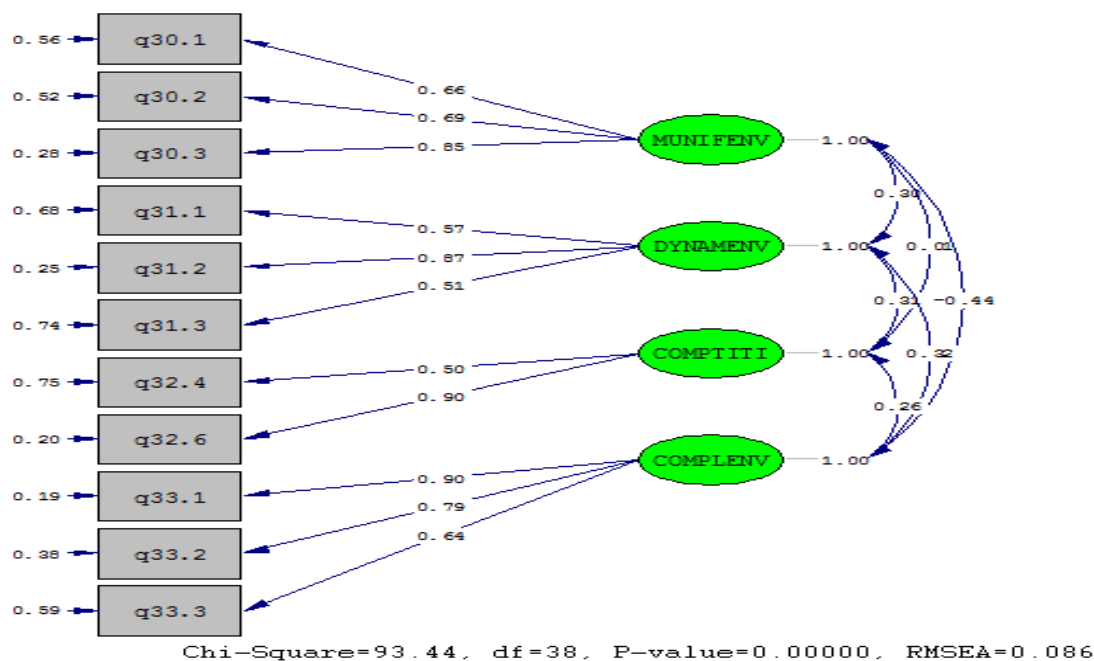 0.56 q30.1
0.66
0.52 q30.2
0.69
0.28 q30.3
0.85
MUNIFENV 1.00
0.30
0.68 q31.1
0.57
0.25 q31.2
0.87
0.51
DYNAMENV 1.00
0.01
0.74 q31.3
0.31 -0.44
0.75 q32.4
0.50
0.90
COMPTITI 1.00
0.32
0.26
0.20 q32.6
COMPLENV 1.00
0.19 q33.1
0.90
0.79
0.64
0.38 q33.2
0.59 q33.3
Chi-Square=93.44, df=38, P-value=0.00000, RMSEA=0.086